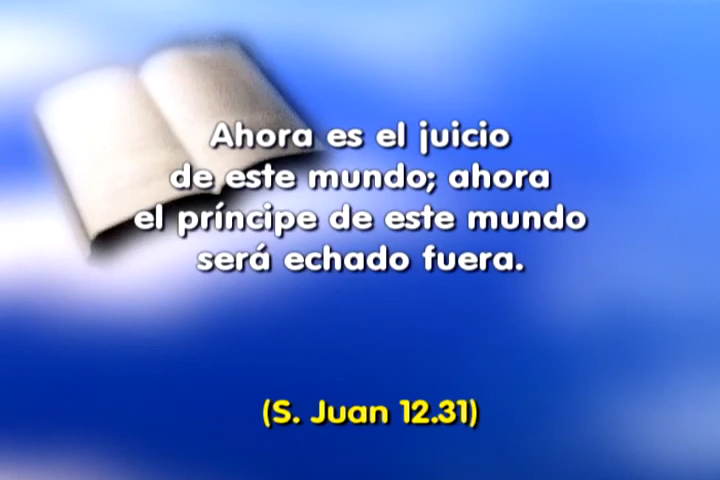 Ahora es el juicio
de este mundo; ahora
el príncipe de este mundo
será echado fuera.
(S. Juan 12.31)